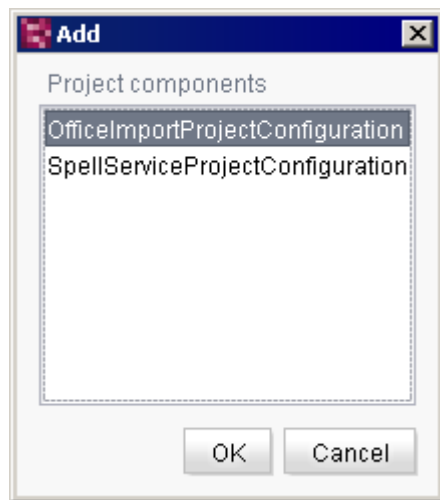 Add
Project components
OfficeImportProjectConfiguration
SpellServiceProjectConfiguration
OK Cancel